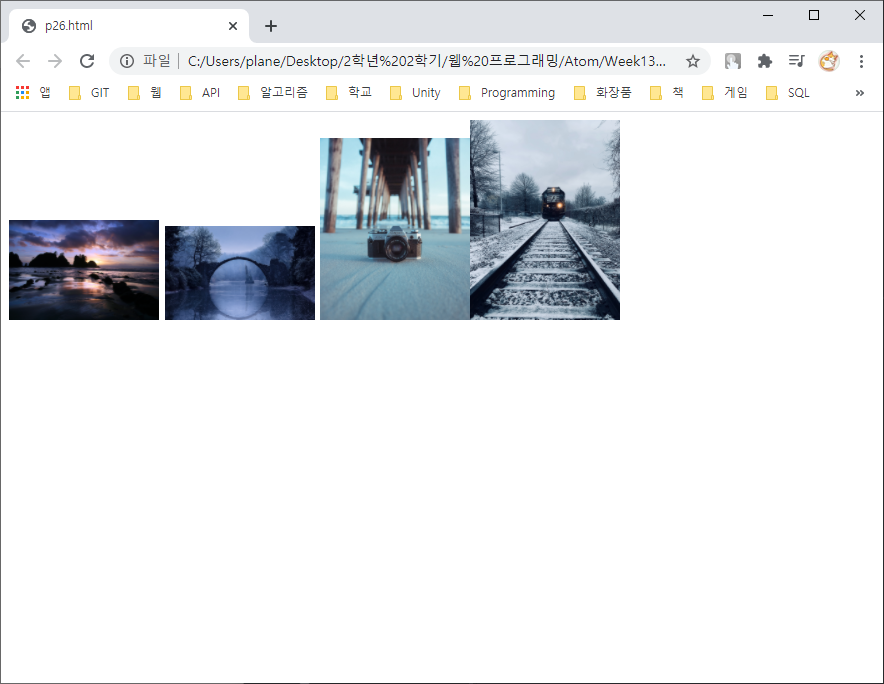 p26.html
파일 C:/Users/plane/Desktop/2학년%202학기/웹%20프로그래밍/Atom/Week13...
앱 GIT 웹 API 알고리즘 학교 Unity Programming 화장품 책 게임 SQL »